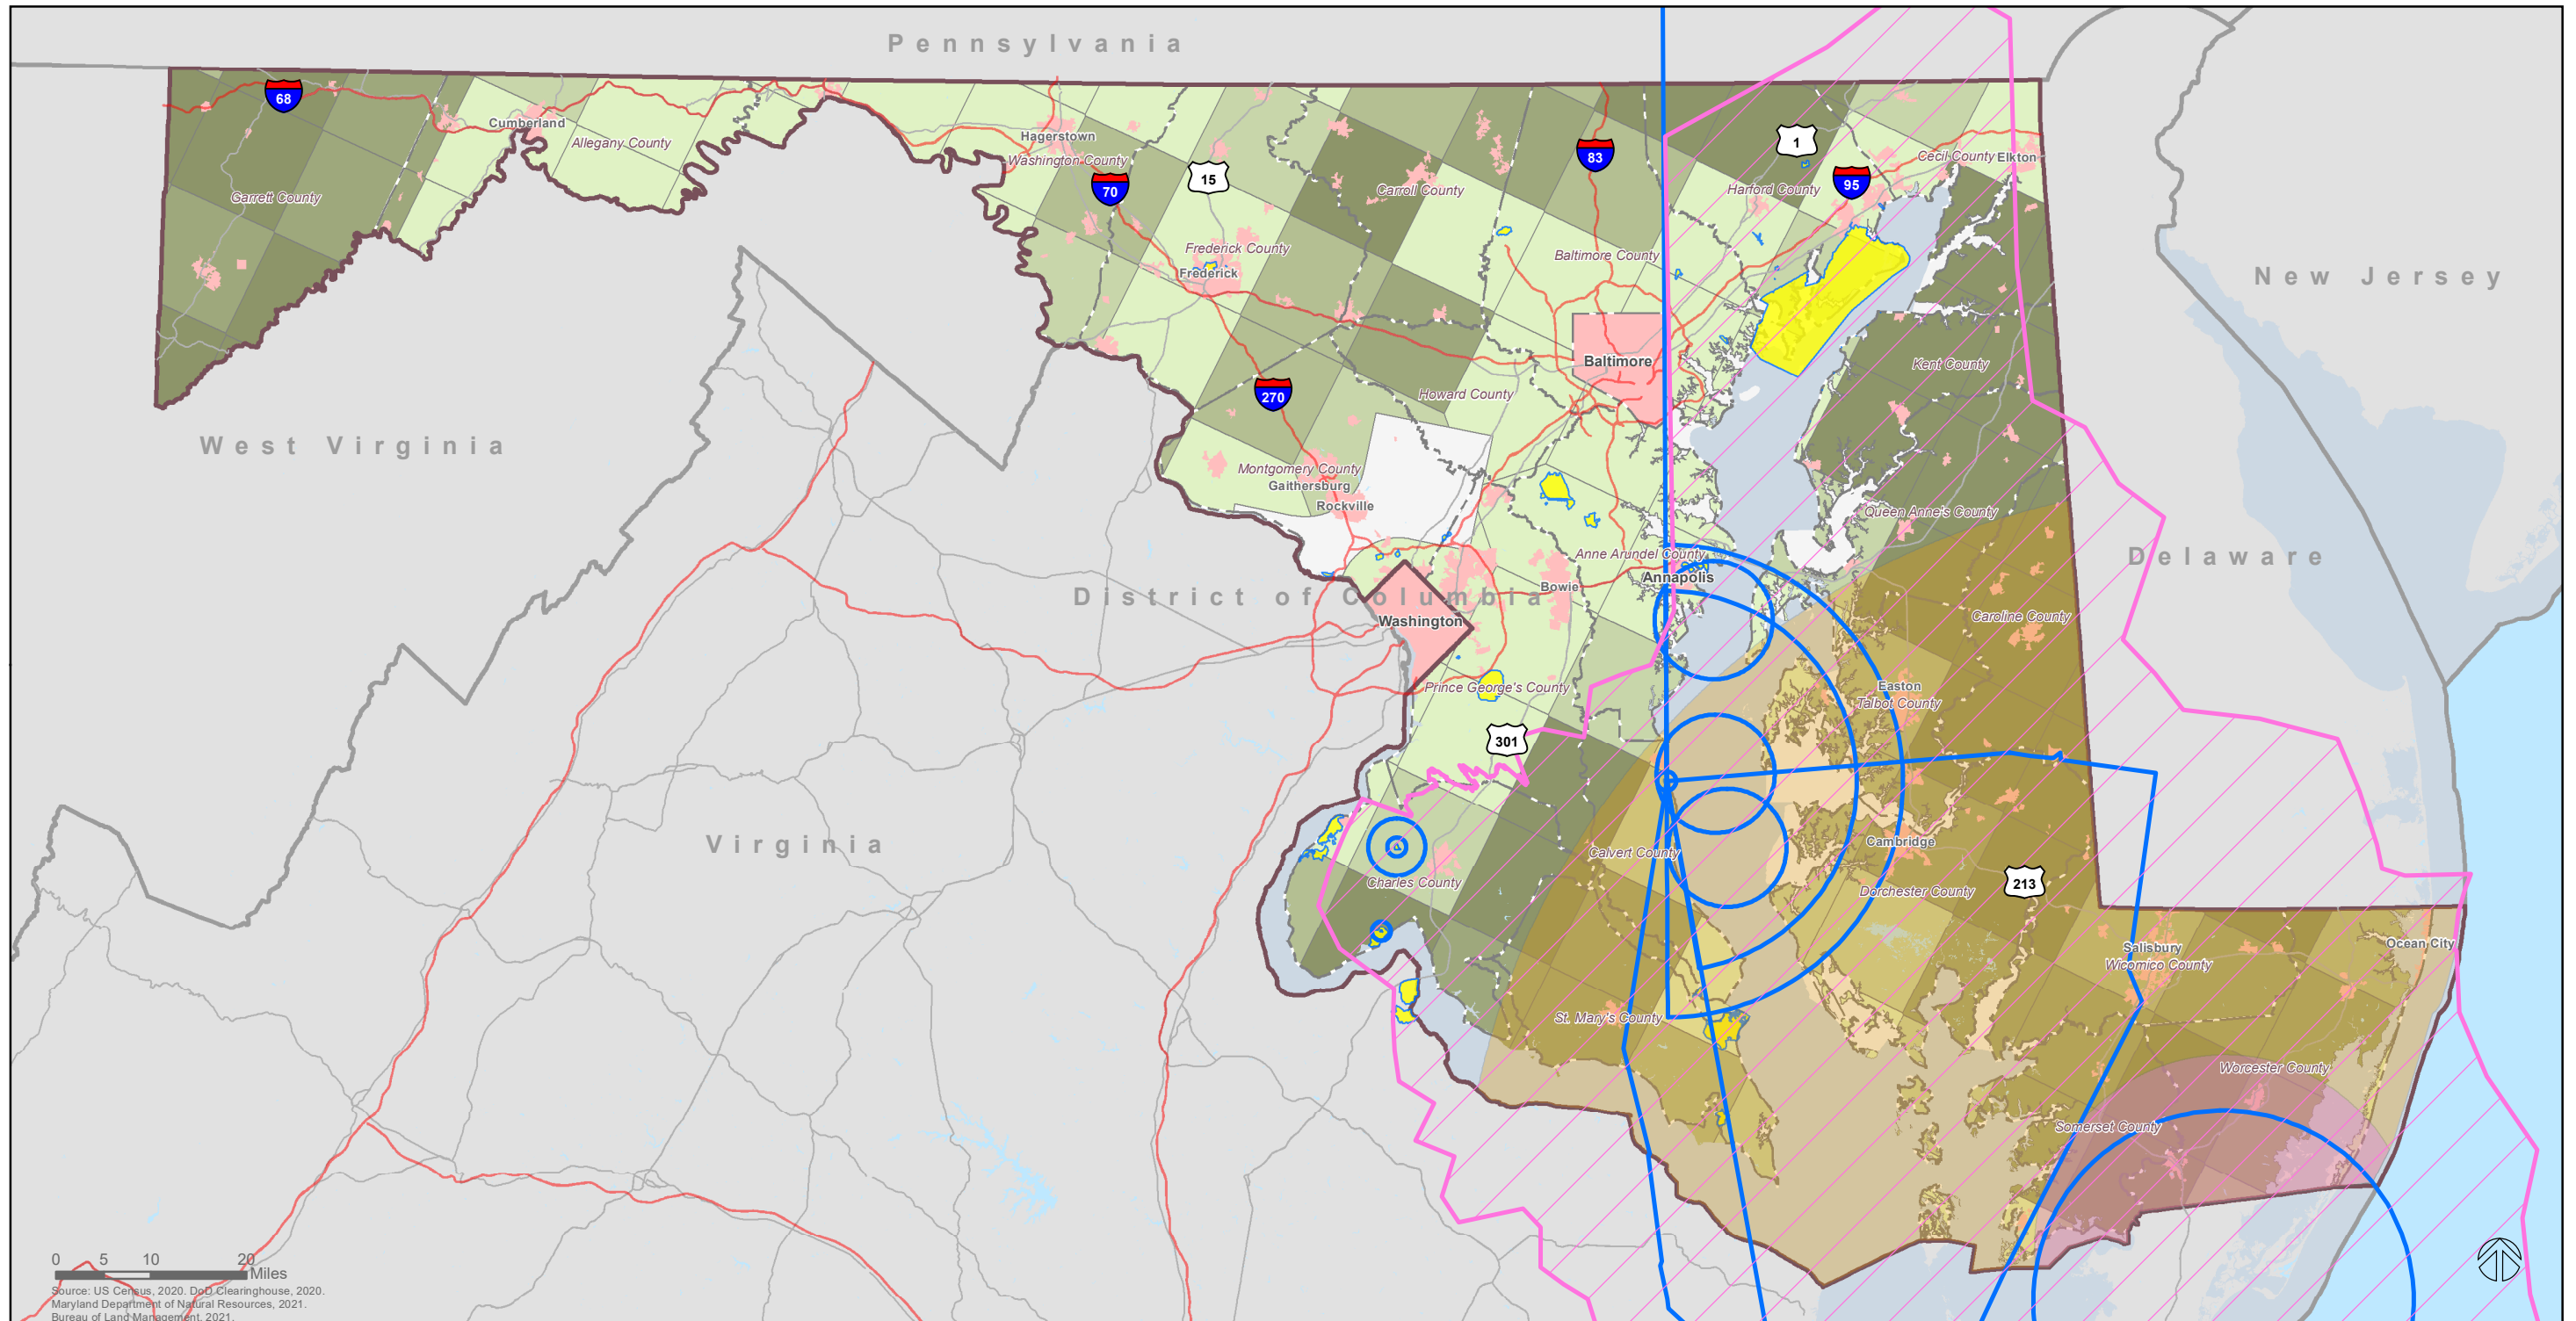 Pennsylvania
68
Cumberland
Allegany County
Garrett County
Hagerstown
Washington County
70
15
Frederick County
Frederick
Carroll County
83
Baltimore County
1
Harford County
95
Cecil County
Elkton
New Jersey
West Virginia
270
Howard County
Baltimore
Kent County
Montgomery County
Gaithersburg
Rockville
Queen Anne's County
Anne Arundel County
Annapolis
Delaware
District of Columbia
Bowie
Washington
Caroline County
Prince George's County
Easton
Talbot County
301
Virginia
Calvert County
Cambridge
Charles County
Dorchester County
213
Salisbury
Wicomico County
Ocean City
St. Mary's County
Worcester County
Somerset County
0 5 10 20
Miles
Source: US Census, 2020. DoD Clearinghouse, 2020.
Maryland Department of Natural Resources, 2021.
Bureau of Land Management, 2021.